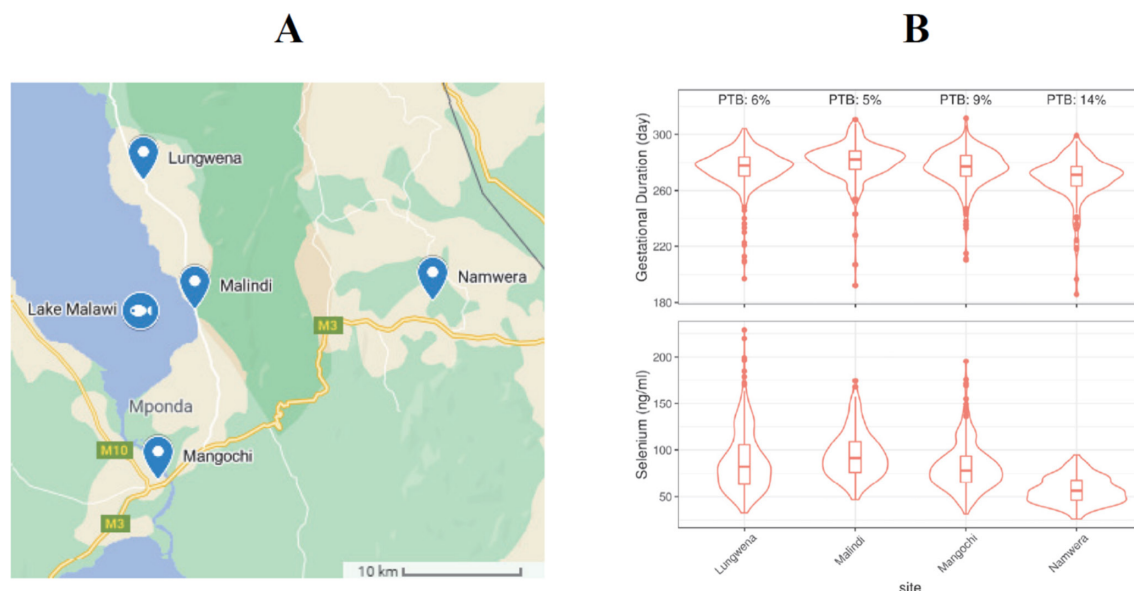 A
Lungwena
Malindi
Namwera
Lake Malawi
M3
Mponda
M10
Mangochi
M3
10 km
B
PTB: 6% PTB: 5% PTB: 9% PTB: 14%
Gestational Duration (day)
300
260
220
180
Selenium (ng/ml)
200
150
100
50
Lungwena Malindi Mangochi Namwera
site